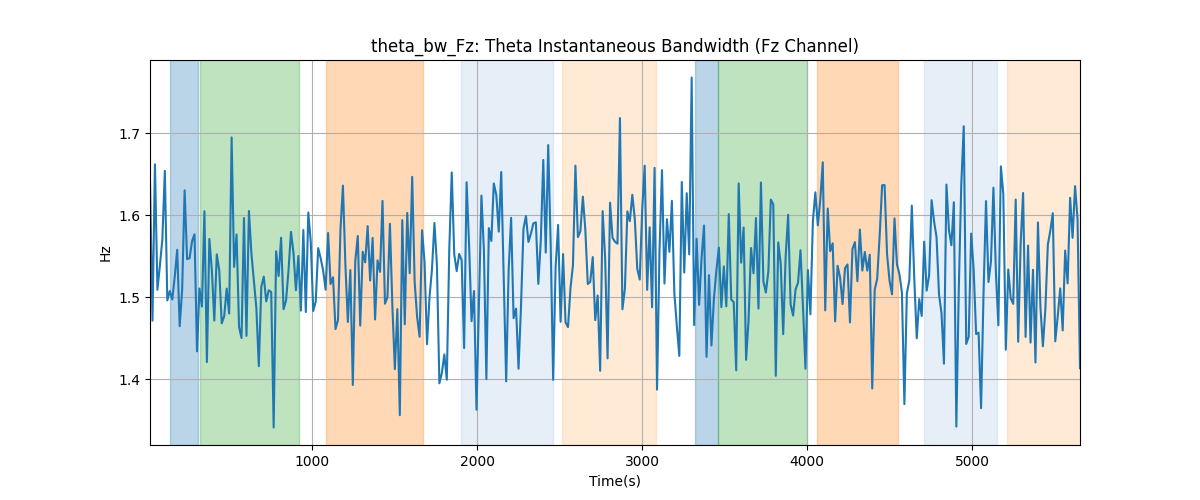 theta_bw_Fz: Theta Instantaneous Bandwidth (Fz Channel)
Hz
1.7
1.6
1.5
1.4
1000 2000 3000 4000 5000
Time(s)